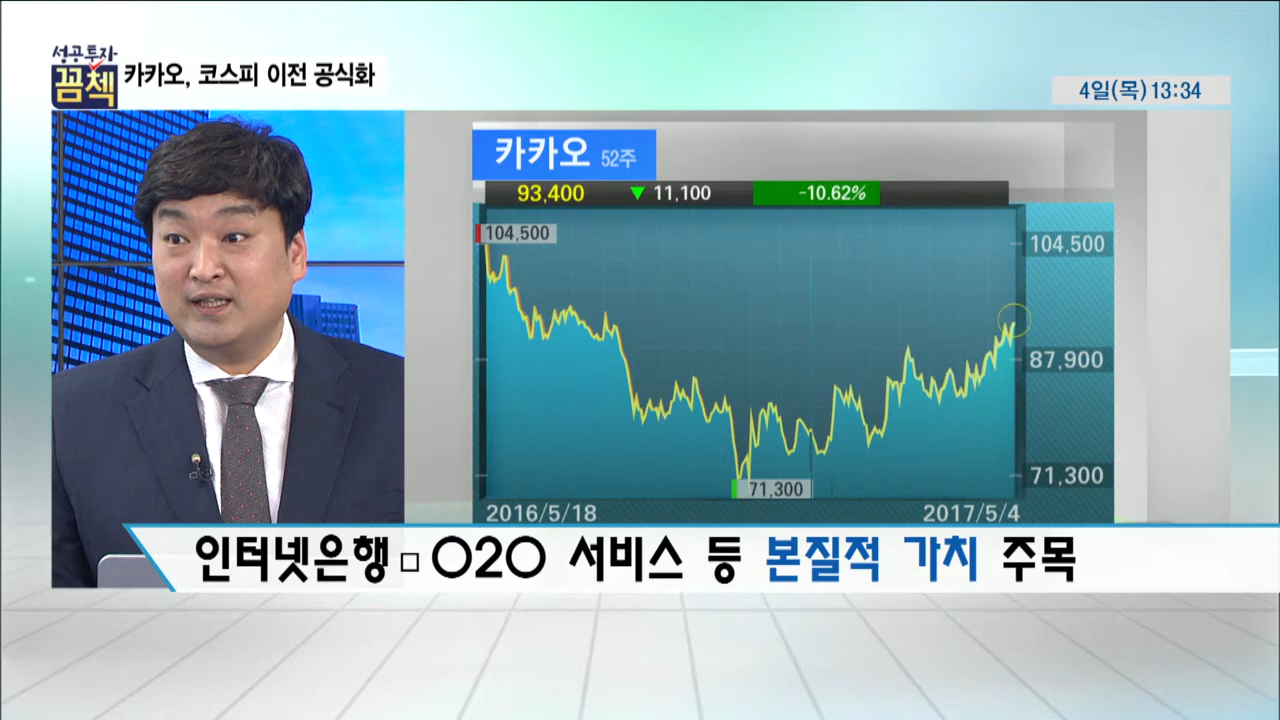 성공투자
꼼첵
카카오, 코스피 이전 공식화
4일(목) 13:34
카카오 52주
93,400 ▼ 11,100 -10.62%
104,500
104,500
87,900
71,300
71,300
2016/5/18 2017/5/4
인터넷은행□O2O 서비스 등 본질적 가치 주목